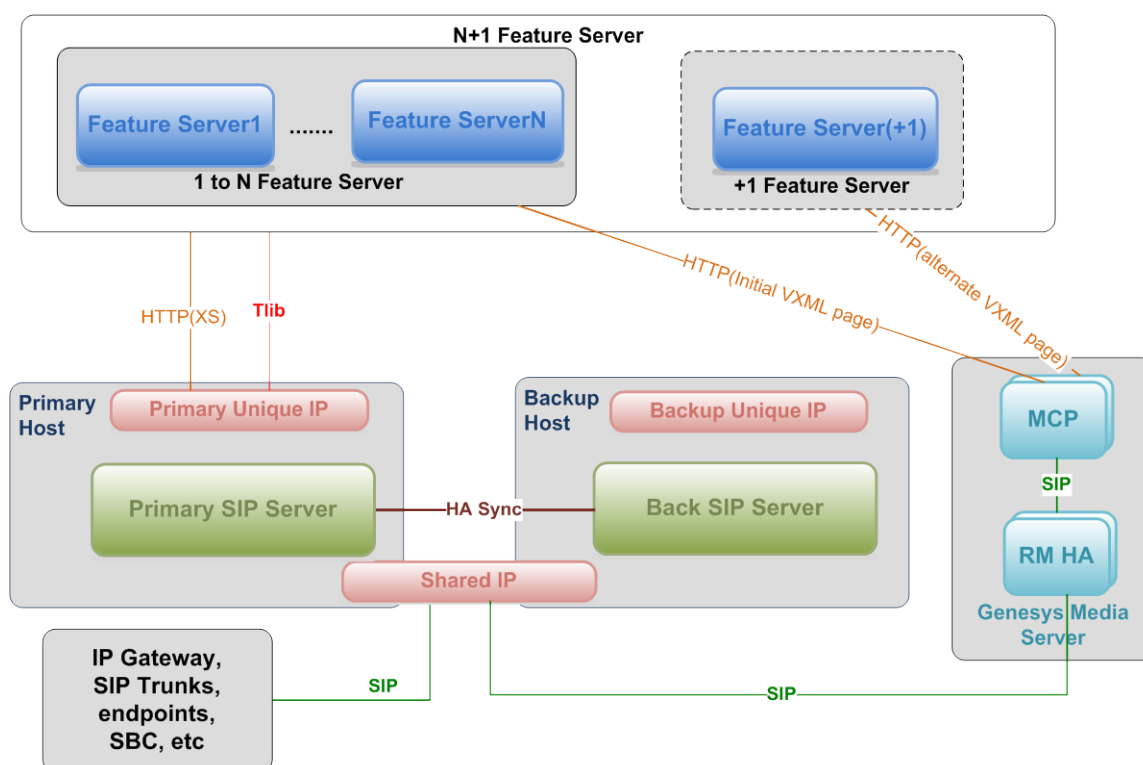 N+1 Feature Server
Feature Server1
.......
Feature ServerN
1 to N Feature Server
Feature Server(+1)
+1 Feature Server
HTTP(XS)
Tlib
HTTP(Initial VXML page)
HTTP(alternate VXML page)
Primary
Host
Primary Unique IP
Primary SIP Server
HA Sync
Backup
Host
Backup Unique IP
Back SIP Server
Shared IP
MCP
SIP
RM HA
Genesys Media
Server
IP Gateway,
SIP Trunks,
endpoints,
SBC, etc
SIP
SIP